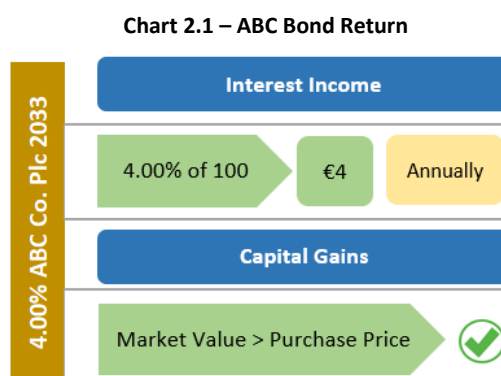 Chart 2.1 – ABC Bond Return
4.00% ABC Co. Plc 2033
Interest Income
4.00% of 100
€4
Annually
Capital Gains
Market Value > Purchase Price